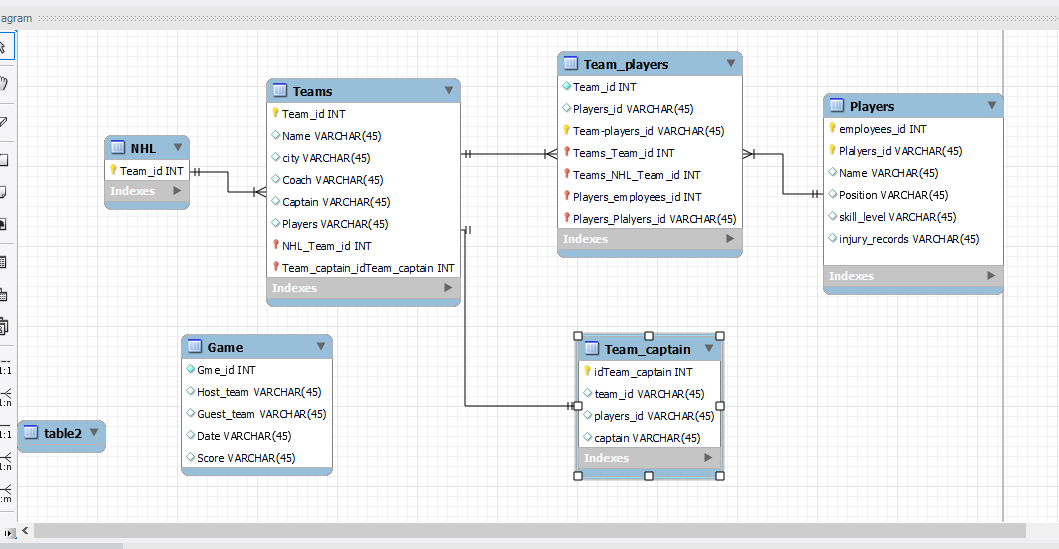 agram
NHL
Team_id INT
Indexes
Teams
Team_id INT
Name VARCHAR(45)
city VARCHAR(45)
Coach VARCHAR(45)
Captain VARCHAR(45)
Players VARCHAR(45)
NHL_Team_id INT
Team_captain_idTeam_captain INT
Indexes
Team_players
Team_id INT
Players_id VARCHAR(45)
Team-players_id VARCHAR(45)
Teams_Team_id INT
Teams_NHL_Team_id INT
Players_employees_id INT
Players_Plalyers_id VARCHAR(45)
Indexes
Players
employees_id INT
Plalyers_id VARCHAR(45)
Name VARCHAR(45)
Position VARCHAR(45)
skill_level VARCHAR(45)
injury_records VARCHAR(45)
Indexes
Game
Gme_id INT
Host_team VARCHAR(45)
Guest_team VARCHAR(45)
Date VARCHAR(45)
Score VARCHAR(45)
Team_captain
idTeam_captain INT
team_id VARCHAR(45)
players_id VARCHAR(45)
captain VARCHAR(45)
Indexes
table2
1:1
1:n
1:1
1:n
n:m